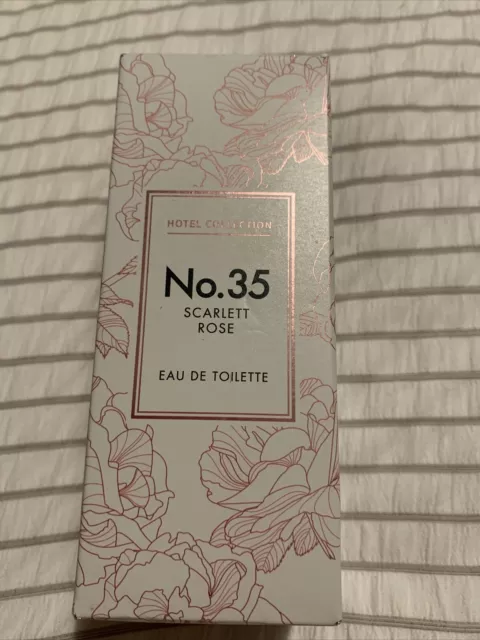 HOTEL COLLECTION
No.35
SCARLETT
ROSE
EAU DE TOILETTE